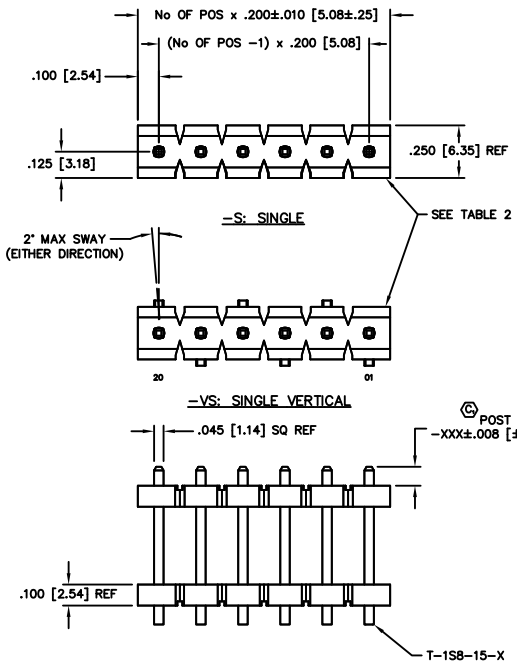 No OF POS x .200±.010 [5.08±.25]
(No OF POS -1) x .200 [5.08]
.100 [2.54]
.125 [3.18]
.250 [6.35] REF
-S: SINGLE
SEE TABLE 2
2° MAX SWAY
(EITHER DIRECTION)
20
01
-VS: SINGLE VERTICAL
C
POST
.045 [1.14] SQ REF
-XXX±.008 [±
.100 [2.54] REF
T-1S8-15-X